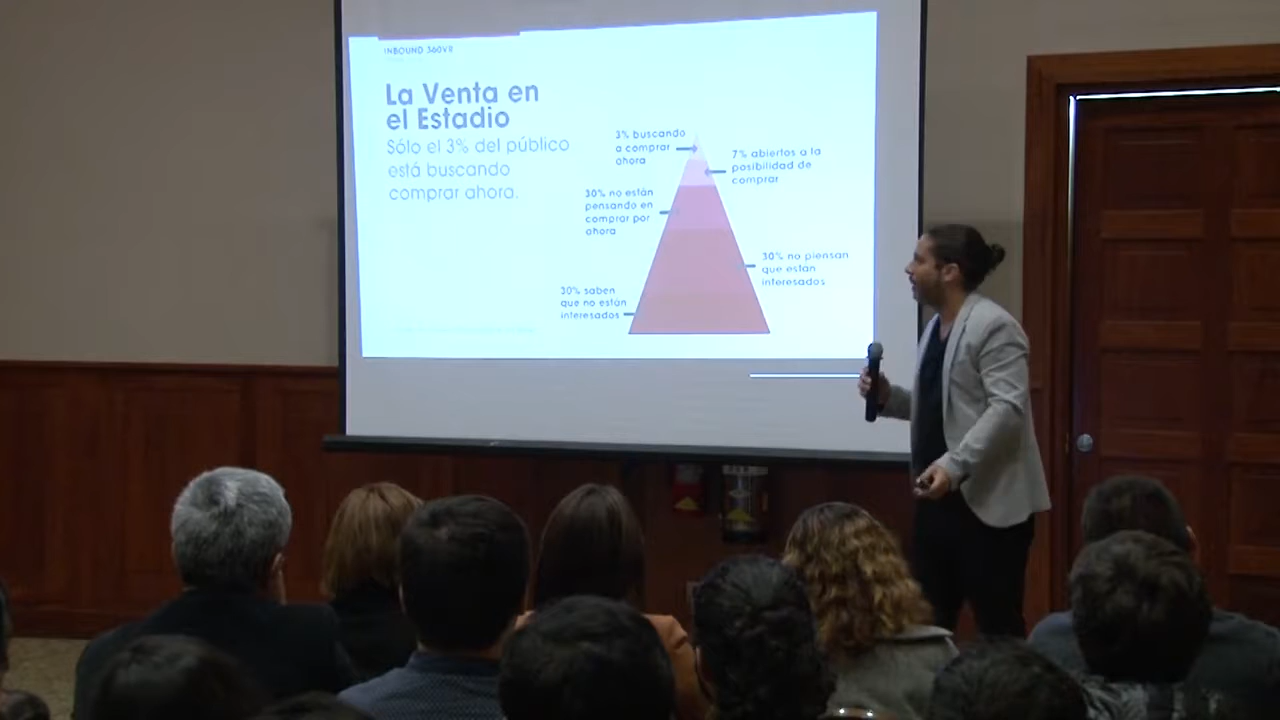 INBOUND 360VR
La Venta en
el Estadio
Sólo el 3% del público
está buscando
comprar ahora.
3% buscando
a comprar
ahora
7% abiertos a la
posibilidad de
comprar
30% no están
pensando en
comprar por
ahora
30% no piensan
que están
interesados
30% saben
que no están
interesados